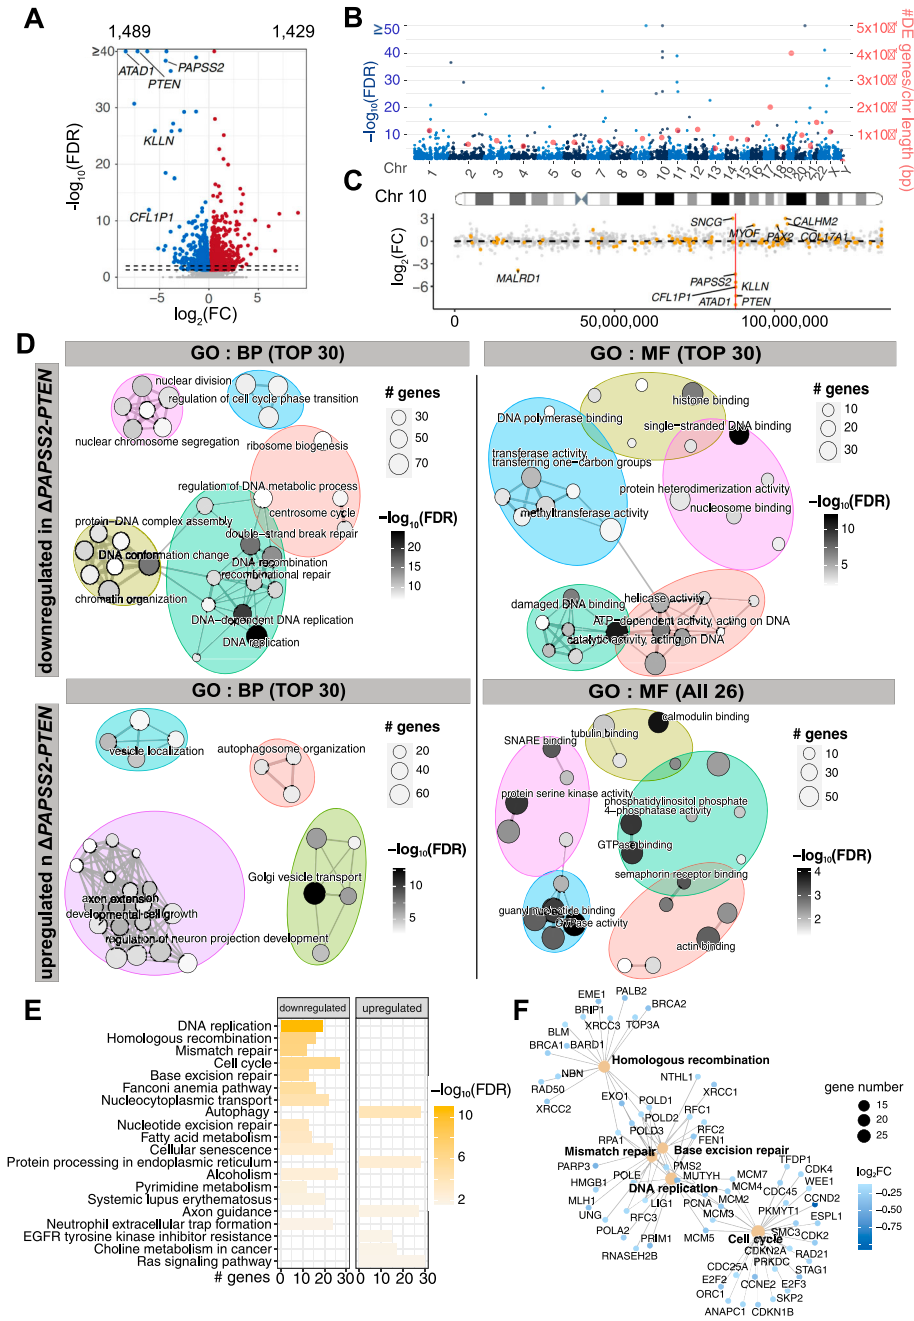 A
1,489
1,429
≥40
30
20
10
0
-log10(FDR)
ATAD1
PTEN
PAPSS2
KLLN
CFL1P1
−5
0
5
log2(FC)
B
≥50
40
30
20
10
−log10(FDR)
5x10
4x10
3x10
2x10
1x10
#DE genes/chr length (bp)
Chr
1
2
3
4
5
6
7
8
9
10
11
12
13
14
15
16
17
18
19
20
21
22
X
Y
C
Chr 10
3
0
−3
−6
log2(FC)
SNCG
MYOF
PAX2
CALHM2
COL17A1
MALRD1
PAPSS2
KLLN
CFL1P1
ATAD1
PTEN
0
50,000,000
100,000,000
D
downregulated in ΔPAPSS2-PTEN
GO : BP (TOP 30)
nuclear division
regulation of cell cycle phase transition
nuclear chromosome segregation
ribosome biogenesis
regulation of DNA metabolic process
centrosome cycle
protein−DNA complex assembly
double−strand break repair
DNA conformation change
DNA recombination
recombinational repair
chromatin organization
DNA−dependent DNA replication
DNA replication
# genes
30
50
70
−log10(FDR)
20
15
10
GO : MF (TOP 30)
histone binding
DNA polymerase binding
single−stranded DNA binding
transferase activity
transferring one−carbon groups
protein heterodimerization activity
methyltransferase activity
nucleosome binding
damaged DNA binding
helicase activity
ATP−dependent activity, acting on DNA
catalytic activity, acting on DNA
# genes
10
20
30
−log10(FDR)
10
5
upregulated n ΔPAPSS2-PTEN
GO : BP (TOP 30)
vesicle localization
autophagosome organization
Golgi vesicle transport
axon extension
developmental cell growth
regulation of neuron projection development
# genes
20
40
60
−log10(FDR)
10
5
GO : MF (All 26)
calmodulin binding
tubulin binding
SNARE binding
protein serine kinase activity
phosphatidylinositol phosphate
4−phosphatase activity
GTPase binding
semaphorin receptor binding
guanyl nucleotide binding
GTPase activity
actin binding
# genes
10
30
50
−log10(FDR)
4
3
2
E
downregulated
upregulated
DNA replication
Homologous recombination
Mismatch repair
Cell cycle
Base excision repair
Fanconi anemia pathway
Nucleocytoplasmic transport
Autophagy
Nucleotide excision repair
Fatty acid metabolism
Cellular senescence
Protein processing in endoplasmic reticulum
Alcoholism
Pyrimidine metabolism
Systemic lupus erythematosus
Axon guidance
Neutrophil extracellular trap formation
EGFR tyrosine kinase inhibitor resistance
Choline metabolism in cancer
Ras signaling pathway
# genes
0 10 20 30
0 10 20 30
−log10(FDR)
10
6
2
F
EME1
PALB2
BRIP1
BRCA2
XRCC3
TOP3A
BLM
BRCA1
BARD1
Homologous recombination
NBN
RAD50
XRCC2
NTHL1
XRCC1
EXO1
POLD1
POLD2
RFC1
POLD3
RFC2
RPA1
FEN1
Mismatch repair
Base excision repair
PARP3
PMS2
POLE
MUTYH
MCM7
TFDP1
CDK4
HMGB1
DNA replication
MCM4
WEE1
MCM2
CDC45
CCND2
MLH1
LIG1
PCNA
UNG
RFC3
MCM3
PKMYT1
ESPL1
POLA2
PRIM1
MCM5
SMC3
CDK2
Cell cycle
RNASEH2B
CDKN2A
RAD21
CDC25A
PRKDC
STAG1
E2F2
CCNE2
E2F3
ORC1
SKP2
ANAPC1
CDKN1B
gene number
15
20
25
log2FC
−0.25
−0.50
−0.75